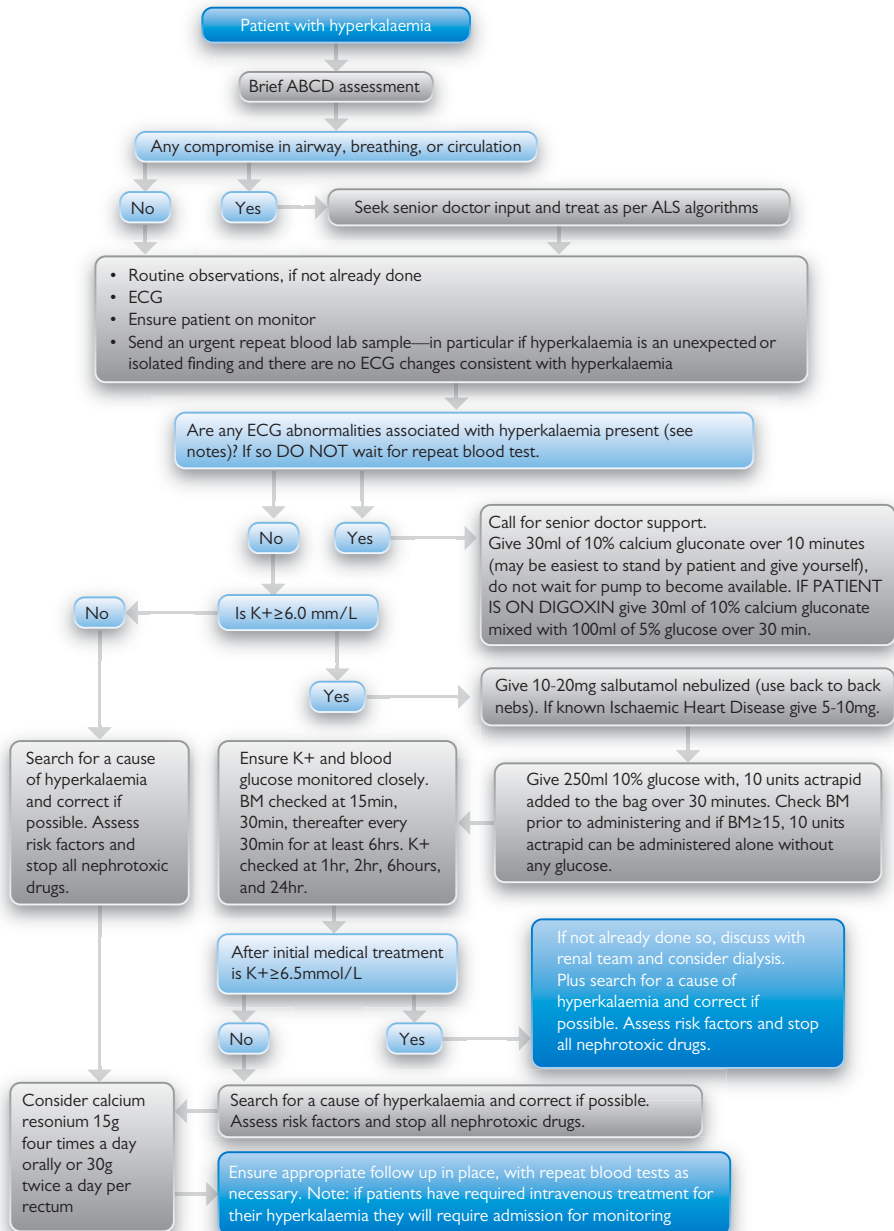 Patient with hyperkalaemia
Brief ABCD assessment
Any compromise in airway, breathing, or circulation
No
Yes
Seek senior doctor input and treat as per ALS algorithms
• Routine observations, if not already done
• ECG
• Ensure patient on monitor
• Send an urgent repeat blood lab sample—in particular if hyperkalaemia is an unexpected or
isolated finding and there are no ECG changes consistent with hyperkalaemia
Are any ECG abnormalities associated with hyperkalaemia present (see
notes)? If so DO NOT wait for repeat blood test.
No
Yes
Call for senior doctor support.
Give 30ml of 10% calcium gluconate over 10 minutes
(may be easiest to stand by patient and give yourself),
do not wait for pump to become available. IF PATIENT
IS ON DIGOXIN give 30ml of 10% calcium gluconate
mixed with 100ml of 5% glucose over 30 min.
No
Is K+≥6.0 mm/L
Yes
Give 10-20mg salbutamol nebulized (use back to back
nebs). If known Ischaemic Heart Disease give 5-10mg.
Search for a cause
of hyperkalaemia
and correct if
possible. Assess
risk factors and
stop all nephrotoxic
drugs.
Ensure K+ and blood
glucose monitored closely.
BM checked at 15min,
30min, thereafter every
30min for at least 6hrs. K+
checked at 1hr, 2hr, 6hours,
and 24hr.
Give 250ml 10% glucose with, 10 units actrapid
added to the bag over 30 minutes. Check BM
prior to administering and if BM≥15, 10 units
actrapid can be administered alone without
any glucose.
After initial medical treatment
is K+≥6.5mmol/L
If not already done so, discuss with
renal team and consider dialysis.
Plus search for a cause of
hyperkalaemia and correct if
possible. Assess risk factors and stop
all nephrotoxic drugs.
No
Yes
Consider calcium
resonium 15g
four times a day
orally or 30g
twice a day per
rectum
Search for a cause of hyperkalaemia and correct if possible.
Assess risk factors and stop all nephrotoxic drugs.
Ensure appropriate follow up in place, with repeat blood tests as
necessary. Note: if patients have required intravenous treatment for
their hyperkalaemia they will require admission for monitoring